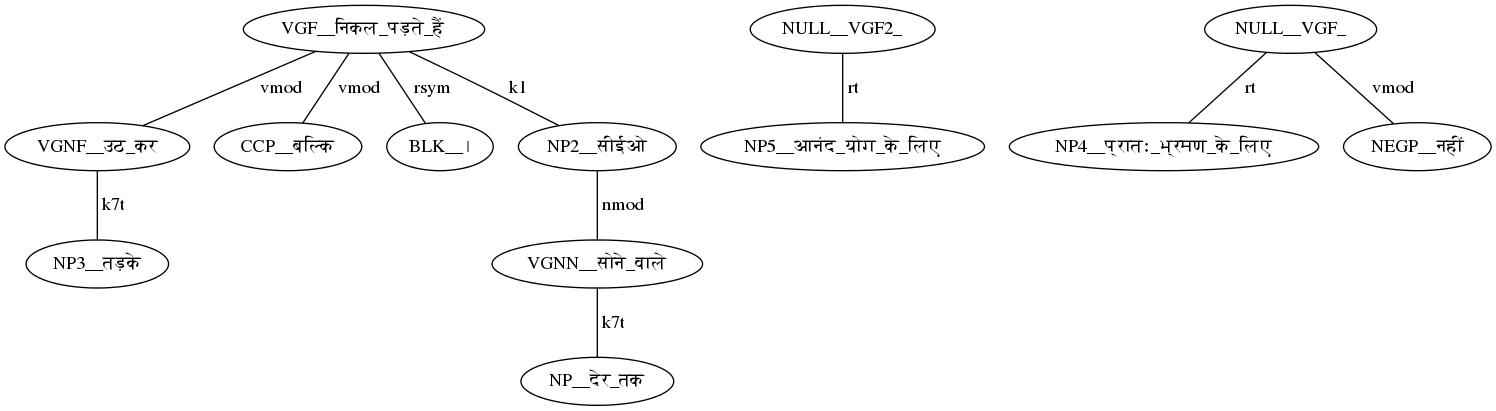 VGF__निकल_पड़ते_हैं NULL__VGF2_ NULL__VGF_
vmod vmod rsym k1 rt rt vmod
VGNF__उठ_कर CCP__बल्कि BLK__। NP2__सीईओ NP5__आनंद_योग_के_लिए NP4__प्रातः_भ्रमण_के_लिए NEGP__नहीं
k7t nmod
NP3__तड़के VGNN__सोने_वाले
k7t
NP__देर_तक